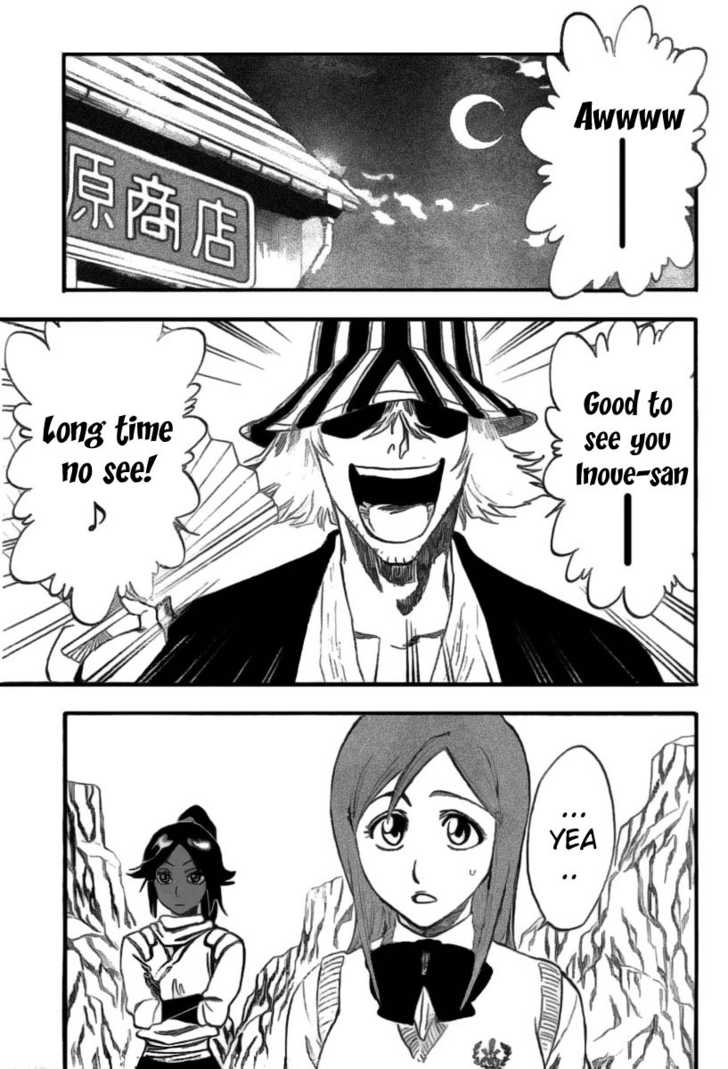 Awwww
—
原商店
Good to
see you
Inoue-san
—
Long time
no see!
♪
...
YEA
..